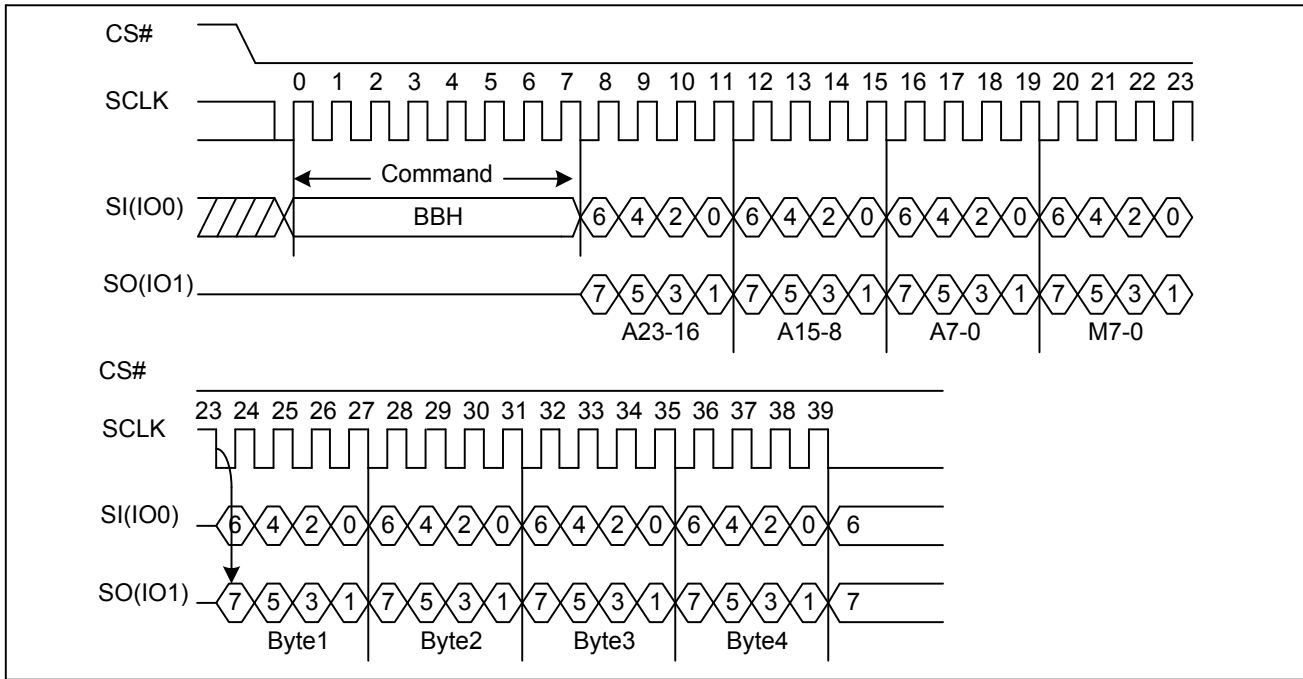 CS#
0 1 2 3 4 5 6 7 8 9 10 11 12 13 14 15 16 17 18 19 20 21 22 23
SCLK
Command
SI(IO0)
BBH
6 4 2 0 6 4 2 0 6 4 2 0 6 4 2 0
SO(IO1)
7 5 3 1 7 5 3 1 7 5 3 1 7 5 3 1
A23-16 A15-8 A7-0 M7-0
CS#
23 24 25 26 27 28 29 30 31 32 33 34 35 36 37 38 39
SCLK
SI(IO0)
6 4 2 0 6 4 2 0 6 4 2 0 6 4 2 0 6
SO(IO1)
7 5 3 1 7 5 3 1 7 5 3 1 7 5 3 1 7
Byte1 Byte2 Byte3 Byte4